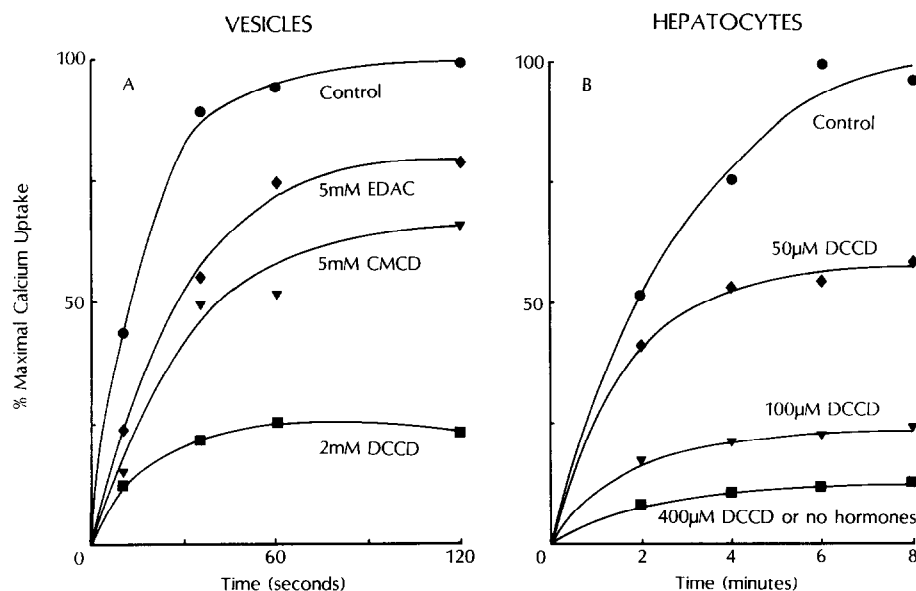 VESICLES
HEPATOCYTES
% Maximal Calcium Uptake
100
A
Control
5mM EDAC
5mM CMCD
50
2mM DCCD
0
60
120
Time (seconds)
100
B
Control
50μM DCCD
50
100μM DCCD
400μM DCCD or no hormones
0
2
4
6
8
Time (minutes)